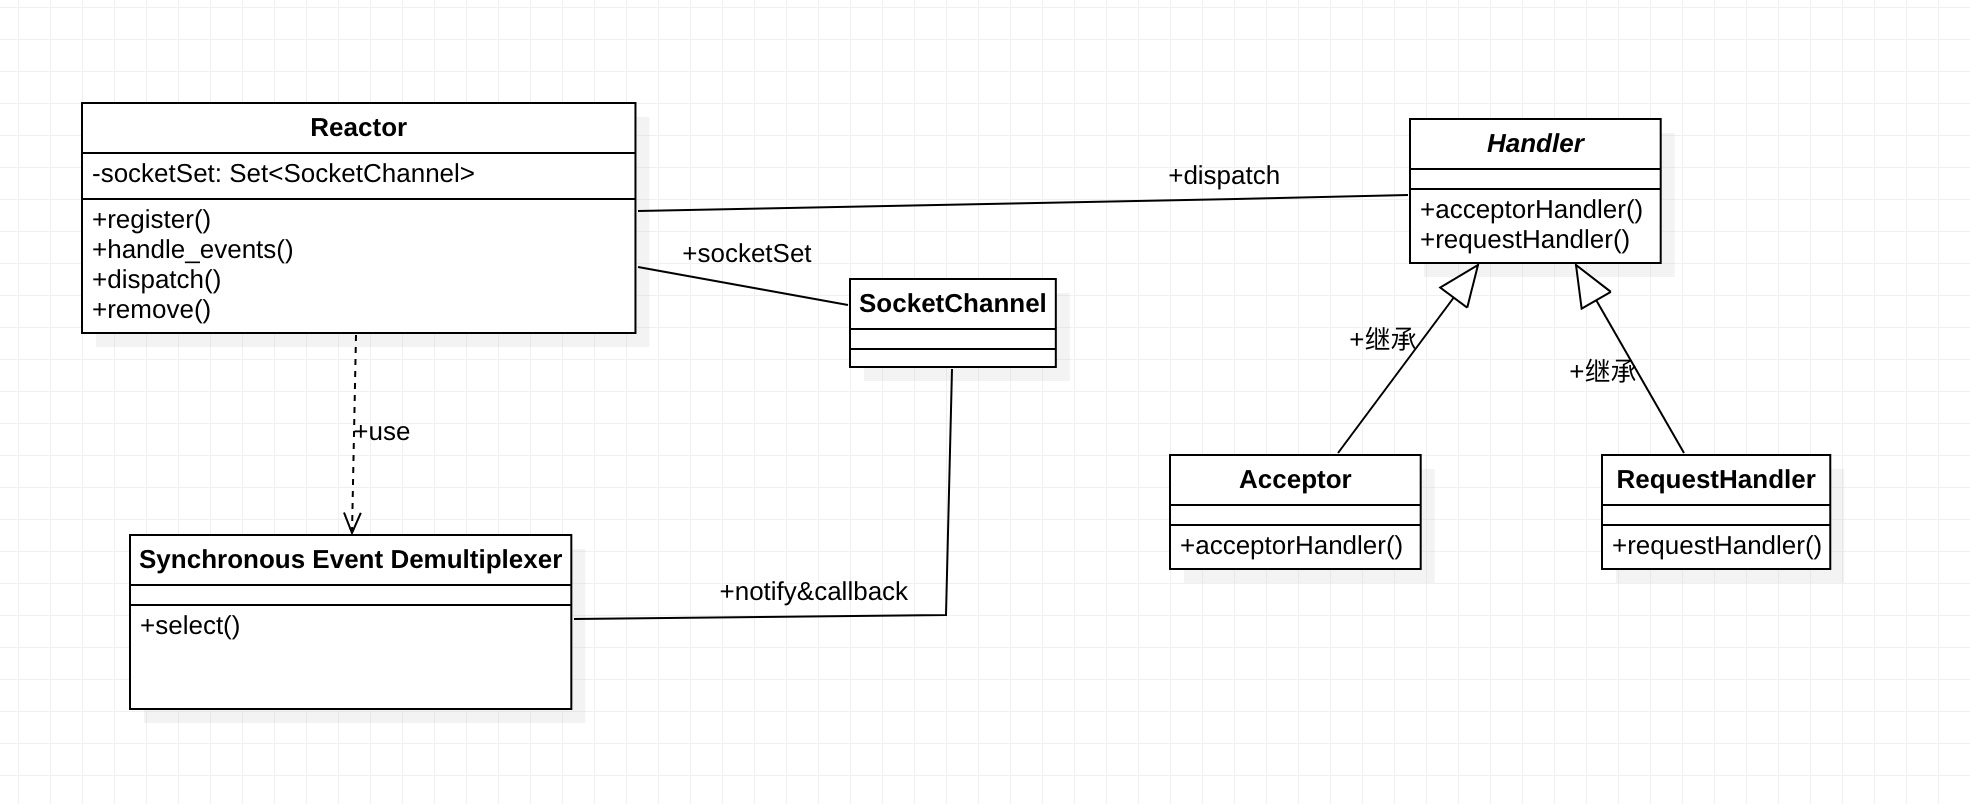 Reactor
-socketSet: Set<SocketChannel>
+register()
+handle_events()
+dispatch()
+remove()
+dispatch
Handler
+acceptorHandler()
+requestHandler()
+socketSet
SocketChannel
+继承
+继承
+use
Acceptor
+acceptorHandler()
RequestHandler
+requestHandler()
Synchronous Event Demultiplexer
+select()
+notify&callback